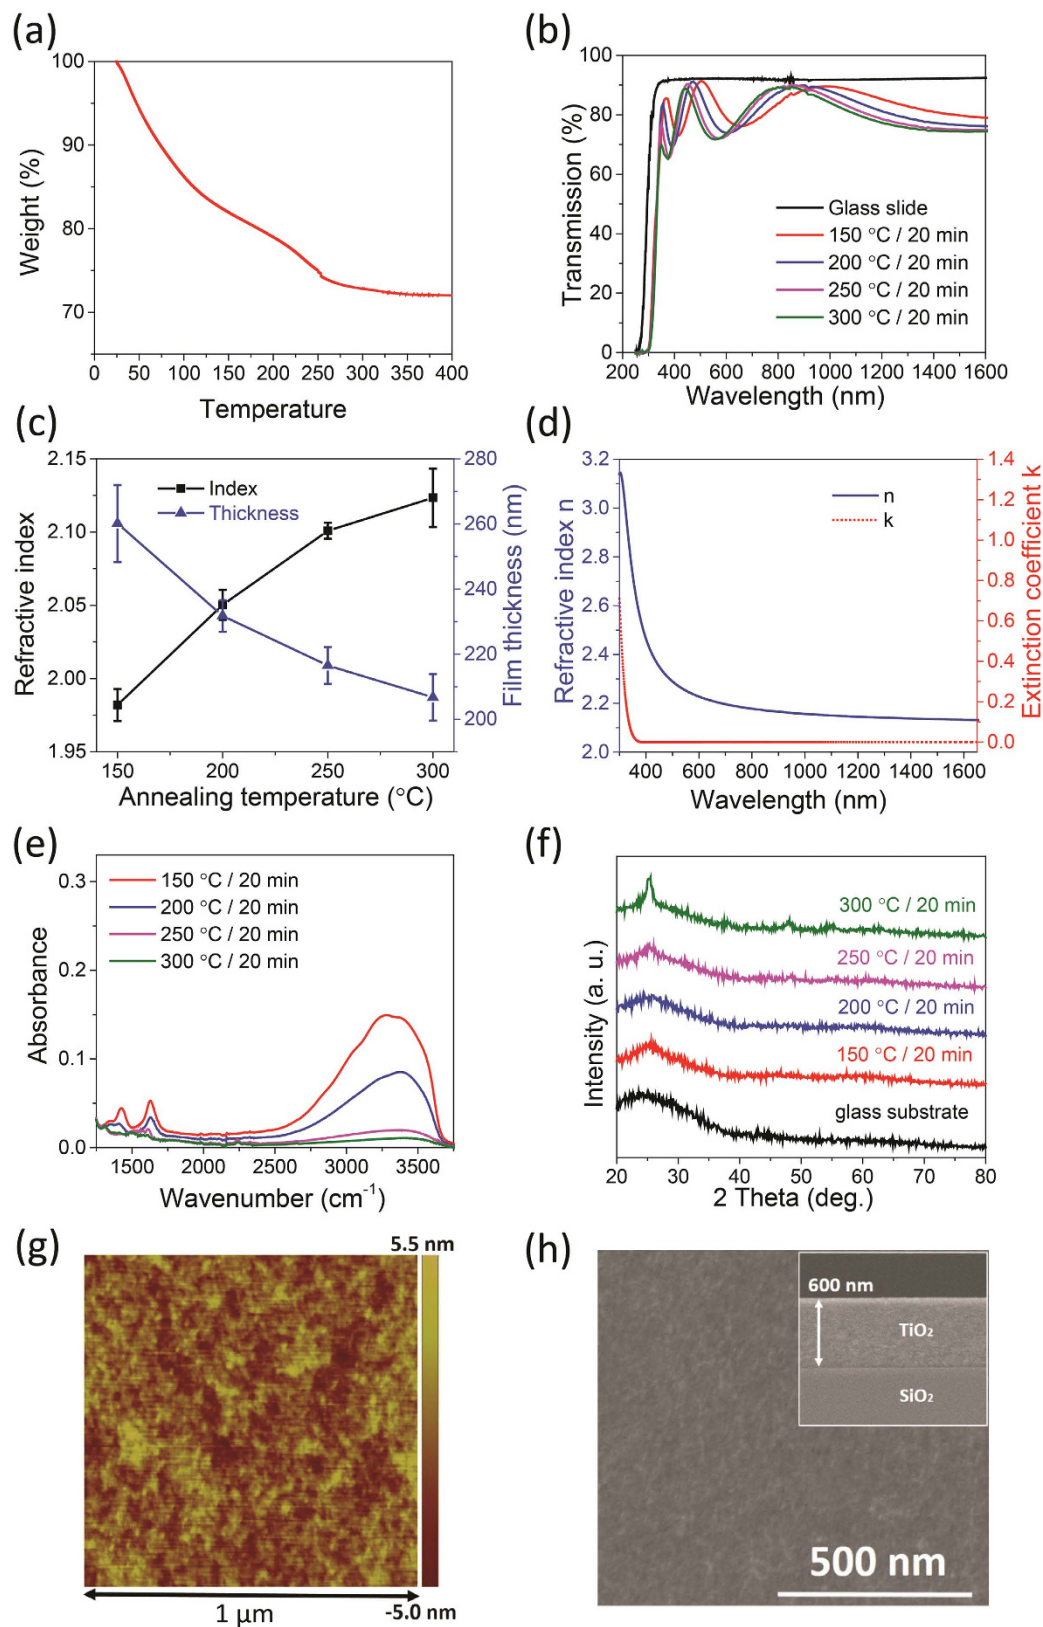 (a)
100
90
80
70
Weight (%)
0 50 100 150 200 250 300 350 400
Temperature
(b)
100
80
60
40
20
0
Transmission (%)
Glass slide
150 °C / 20 min
200 °C / 20 min
250 °C / 20 min
300 °C / 20 min
200 400 600 800 1000 1200 1400 1600
Wavelength (nm)
(c)
2.15
2.10
2.05
2.00
1.95
Refractive index
Index
Thickness
280
260
240
220
200
Film thickness (nm)
150 200 250 300
Annealing temperature (°C)
(d)
3.2
3.0
2.8
2.6
2.4
2.2
2.0
Refractive index n
n
k
1.4
1.2
1.0
0.8
0.6
0.4
0.2
0.0
Extinction coefficient k
400 600 800 1000 1200 1400 1600
Wavelength (nm)
(e)
0.3
0.2
0.1
0.0
Absorbance
150 °C / 20 min
200 °C / 20 min
250 °C / 20 min
300 °C / 20 min
1500 2000 2500 3000 3500
Wavenumber (cm⁻¹)
(f)
Intensity (a. u.)
300 °C / 20 min
250 °C / 20 min
200 °C / 20 min
150 °C / 20 min
glass substrate
20 30 40 50 60 70 80
2 Theta (deg.)
(g)
5.5 nm
-5.0 nm
1 μm
(h)
600 nm
TiO₂
SiO₂
500 nm